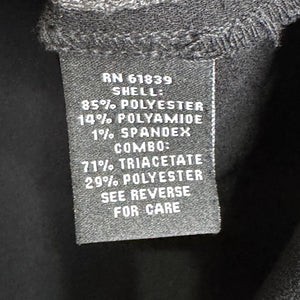 RN 61839
SHELL:
85% POLYESTER
14% POLYAMIDE
1% SPANDEX
COMBO:
71% TRIACETATE
29% POLYESTER
SEE REVERSE
FOR CARE